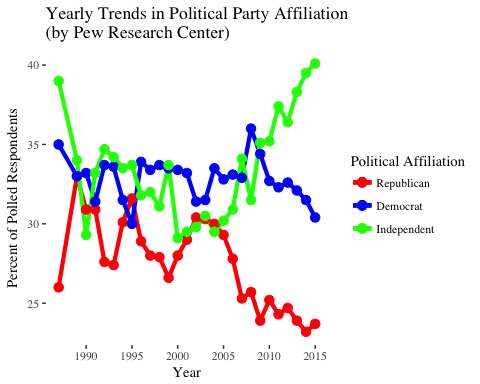 Yearly Trends in Political Party Affiliation
(by Pew Research Center)
40
35
30
25
Percent of Polled Respondents
1990 1995 2000 2005 2010 2015
Year
Political Affiliation
Republican
Democrat
Independent